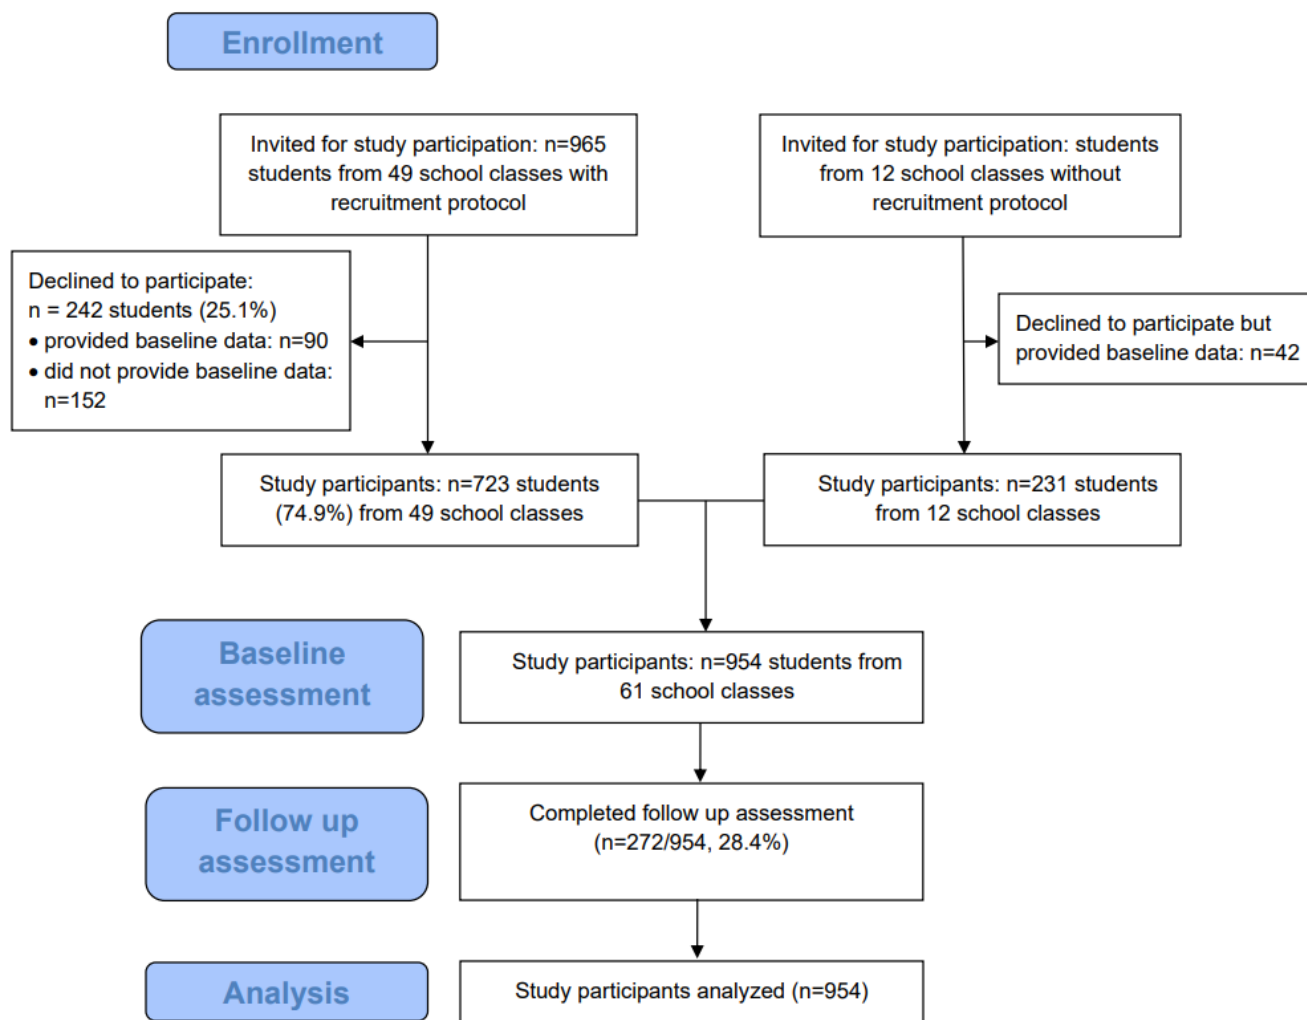 Enrollment
Invited for study participation: n=965
students from 49 school classes with
recruitment protocol
Invited for study participation: students
from 12 school classes without
recruitment protocol
Declined to participate:
n = 242 students (25.1%)
• provided baseline data: n=90
• did not provide baseline data:
n=152
Declined to participate but
provided baseline data: n=42
Study participants: n=723 students
(74.9%) from 49 school classes
Study participants: n=231 students
from 12 school classes
Baseline
assessment
Study participants: n=954 students from
61 school classes
Follow up
assessment
Completed follow up assessment
(n=272/954, 28.4%)
Analysis
Study participants analyzed (n=954)